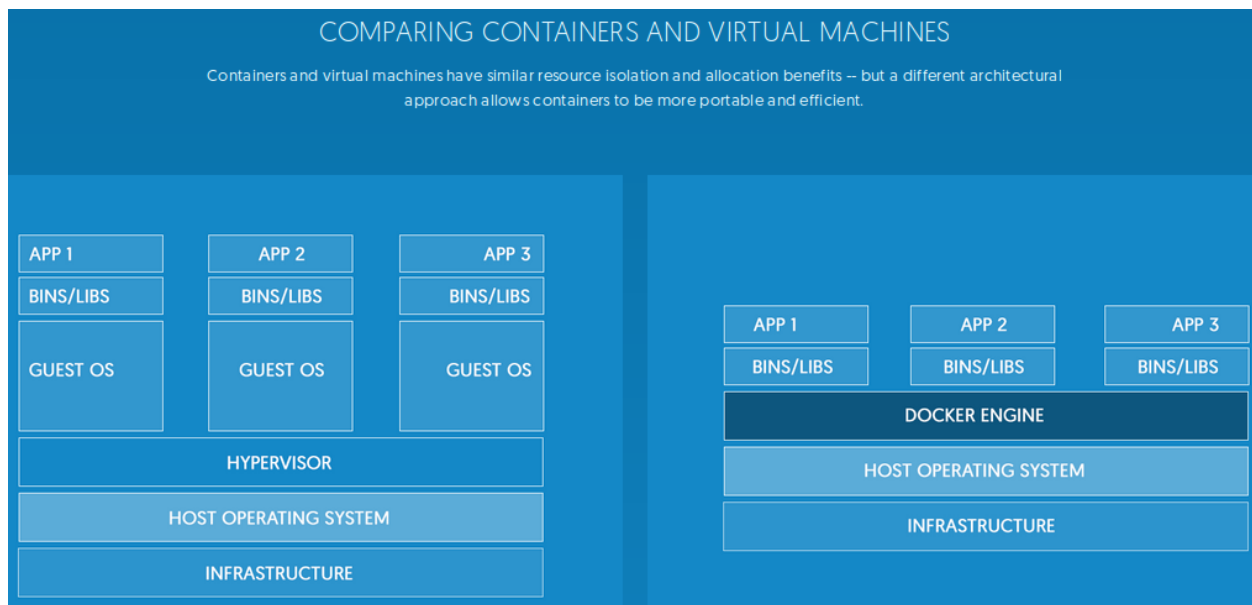 COMPARING CONTAINERS AND VIRTUAL MACHINES
Containers and virtual machines have similar resource isolation and allocation benefits – but a different architectural
approach allows containers to be more portable and efficient.
APP 1
APP 2
APP 3
BINS/LIBS
BINS/LIBS
BINS/LIBS
GUEST OS
GUEST OS
GUEST OS
HYPERVISOR
HOST OPERATING SYSTEM
INFRASTRUCTURE
APP 1
APP 2
APP 3
BINS/LIBS
BINS/LIBS
BINS/LIBS
DOCKER ENGINE
HOST OPERATING SYSTEM
INFRASTRUCTURE